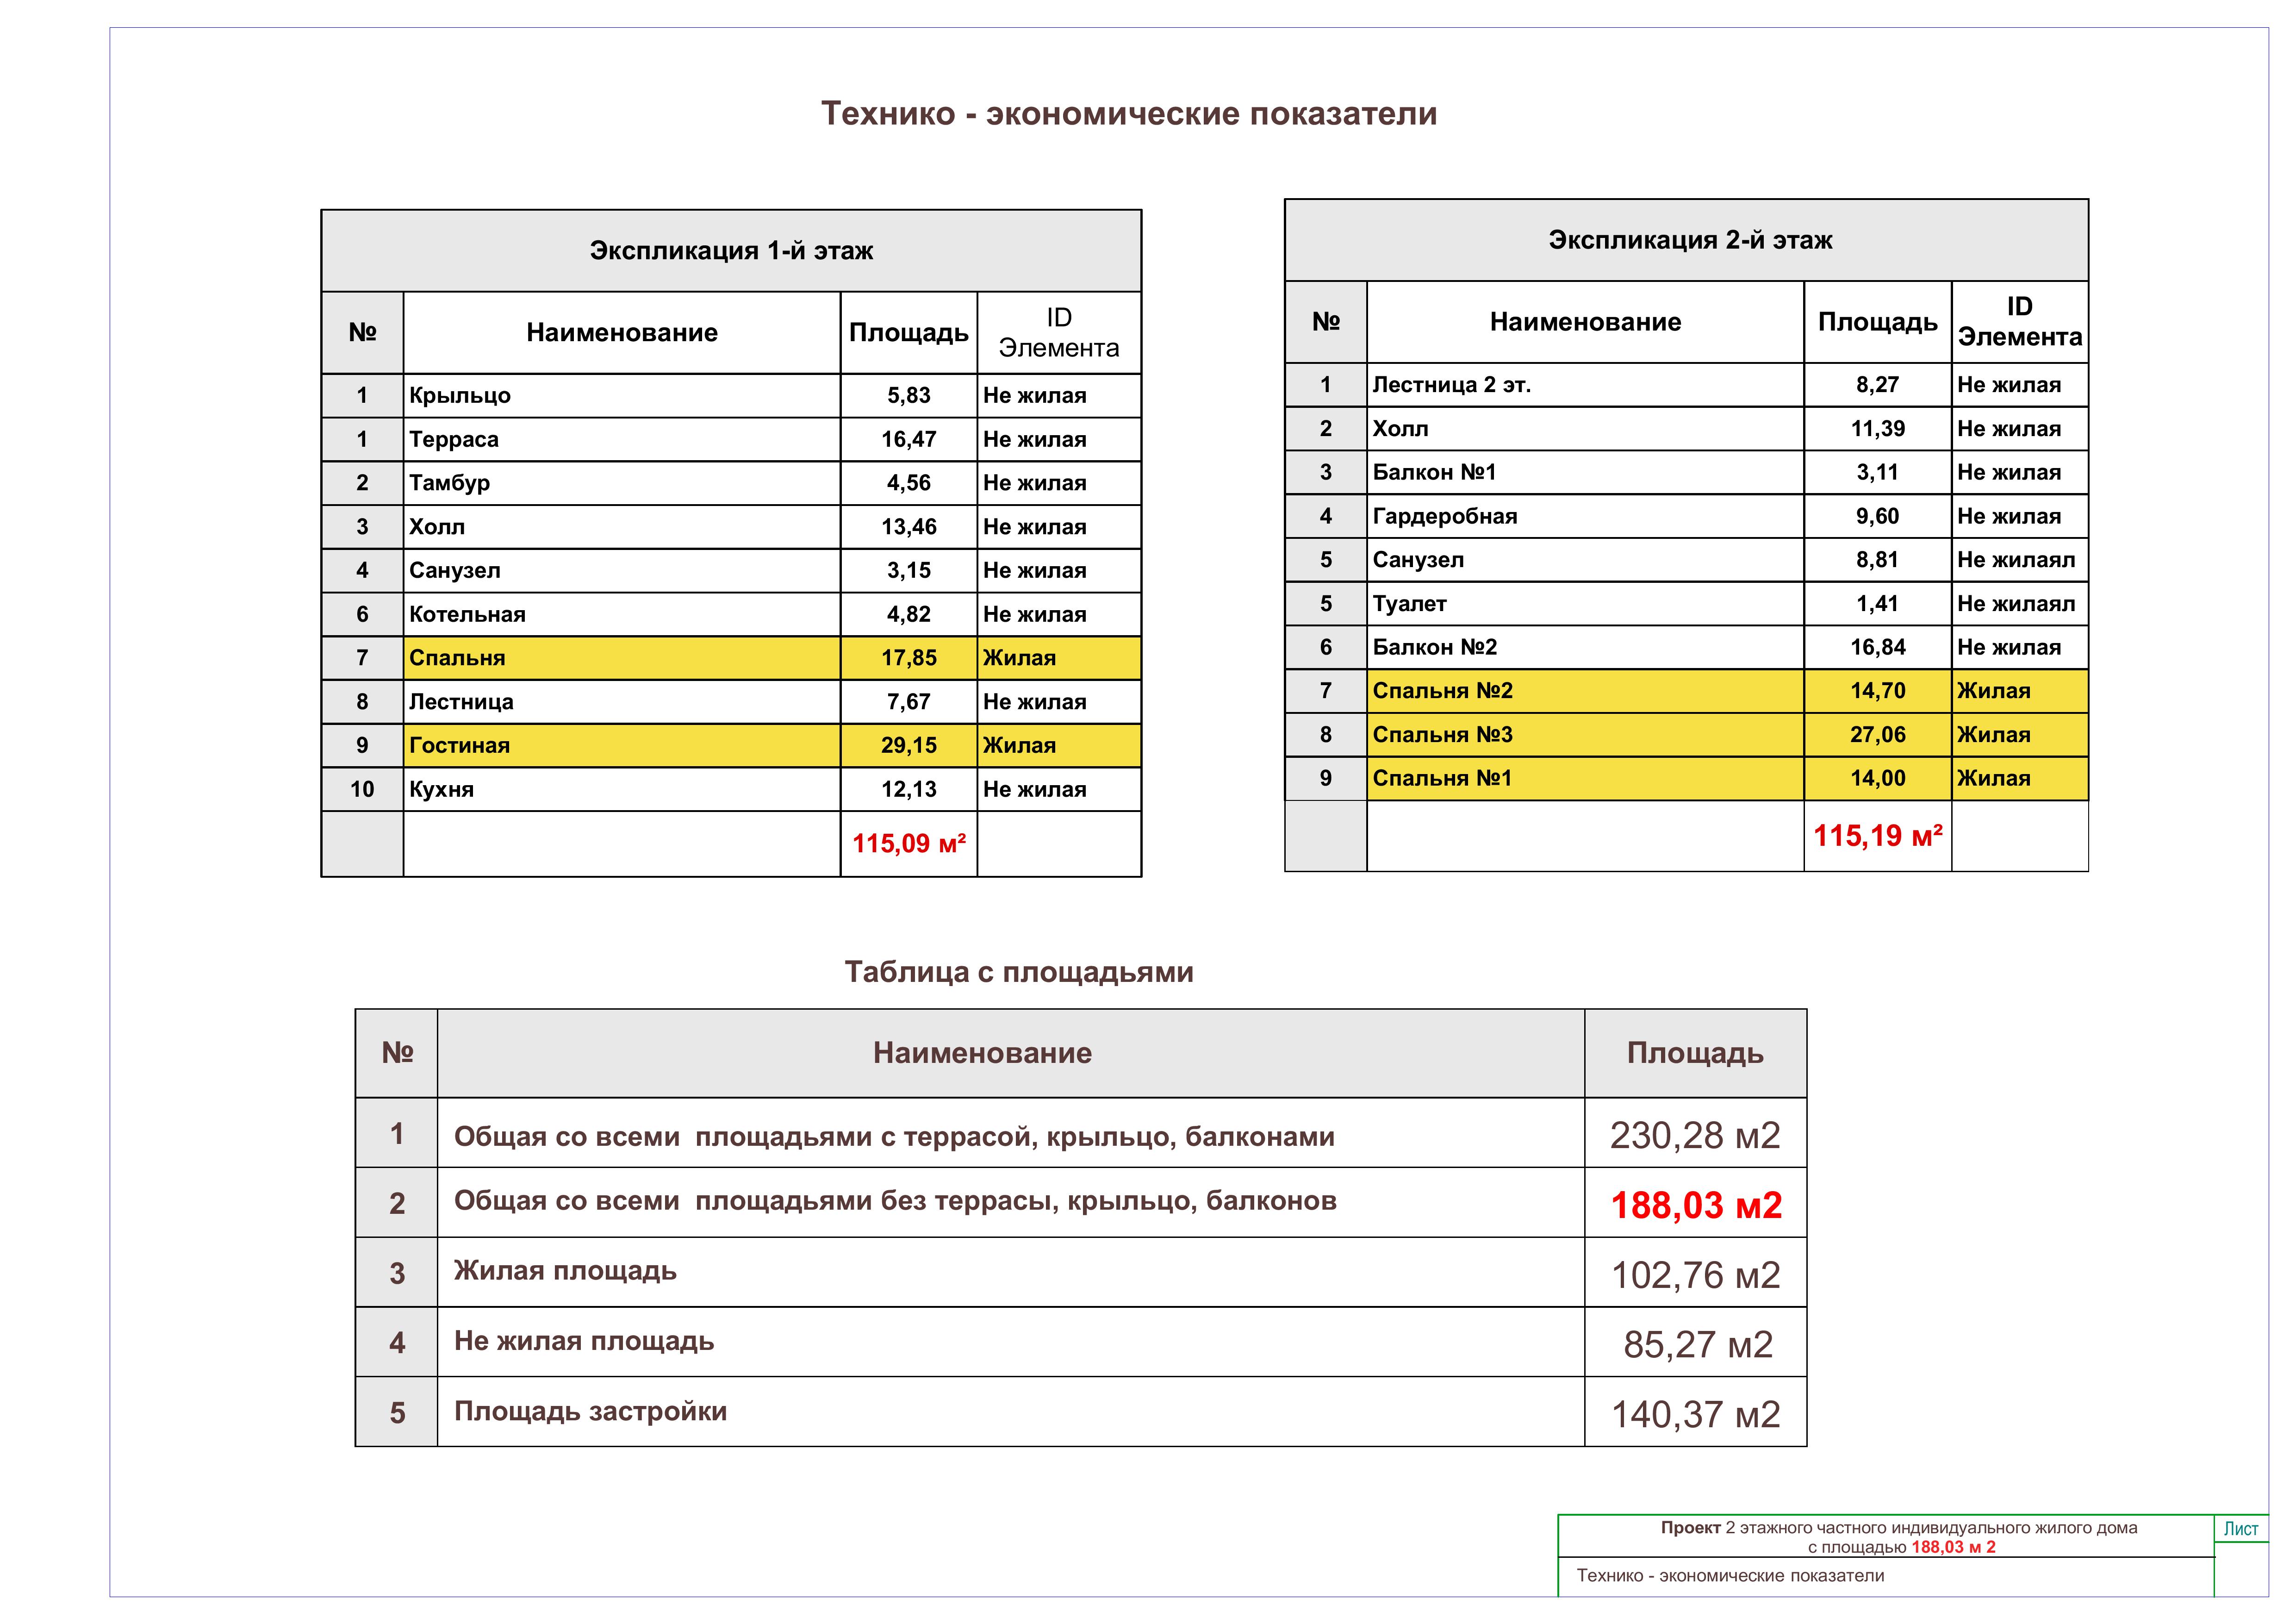 Технико - экономические показатели
Экспликация 1-й этаж
№ Наименование Площадь ID Элемента
1 Крыльцо 5,83 Не жилая
1 Терраса 16,47 Не жилая
2 Тамбур 4,56 Не жилая
3 Холл 13,46 Не жилая
4 Санузел 3,15 Не жилая
6 Котельная 4,82 Не жилая
7 Спальня 17,85 Жилая
8 Лестница 7,67 Не жилая
9 Гостиная 29,15 Жилая
10 Кухня 12,13 Не жилая
115,09 м²
Экспликация 2-й этаж
№ Наименование Площадь ID Элемента
1 Лестница 2 эт. 8,27 Не жилая
2 Холл 11,39 Не жилая
3 Балкон №1 3,11 Не жилая
4 Гардеробная 9,60 Не жилая
5 Санузел 8,81 Не жилаял
5 Туалет 1,41 Не жилаял
6 Балкон №2 16,84 Не жилая
7 Спальня №2 14,70 Жилая
8 Спальня №3 27,06 Жилая
9 Спальня №1 14,00 Жилая
115,19 м²
Таблица с площадьями
№ Наименование Площадь
1 Общая со всеми площадьями с террасой, крыльцо, балконами 230,28 м2
2 Общая со всеми площадьями без террасы, крыльцо, балконов 188,03 м2
3 Жилая площадь 102,76 м2
4 Не жилая площадь 85,27 м2
5 Площадь застройки 140,37 м2
Проект 2 этажного частного индивидуального жилого дома
с площадью 188,03 м 2
Лист
Технико - экономические показатели